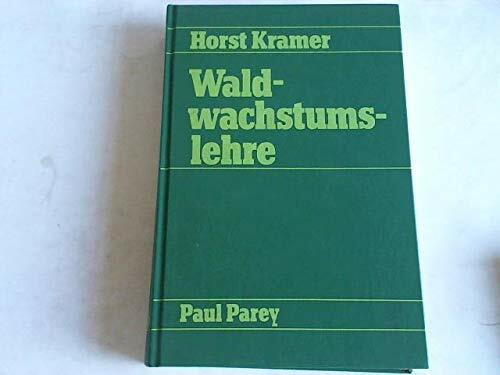 Horst Kramer
Wald-
wachstums-
lehre
Paul Parey